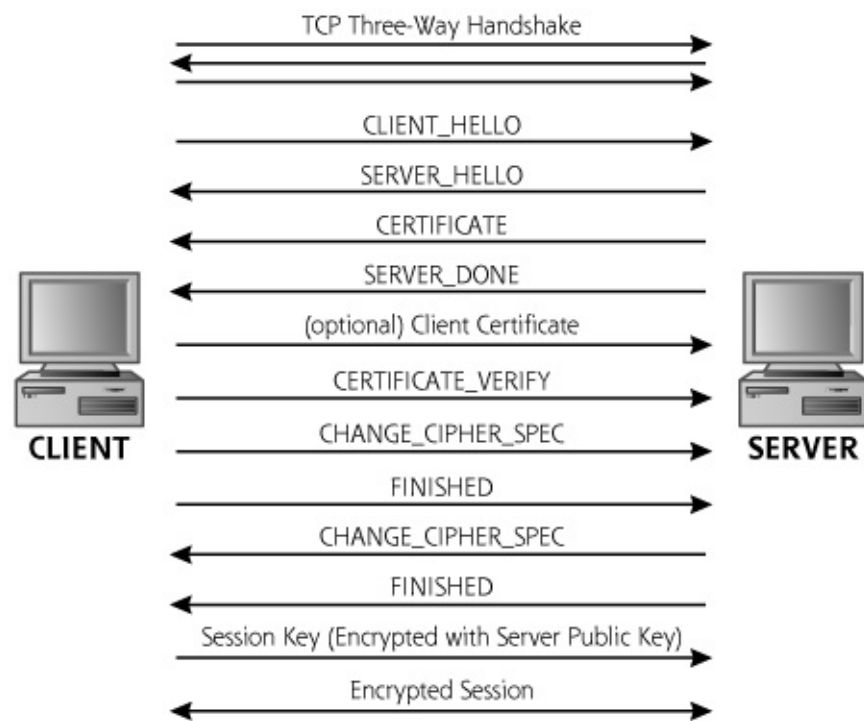 TCP Three-Way Handshake
CLIENT_HELLO
SERVER_HELLO
CERTIFICATE
SERVER_DONE
(optional) Client Certificate
CERTIFICATE_VERIFY
CLIENT
CHANGE_CIPHER_SPEC
SERVER
FINISHED
CHANGE_CIPHER_SPEC
FINISHED
Session Key (Encrypted with Server Public Key)
Encrypted Session